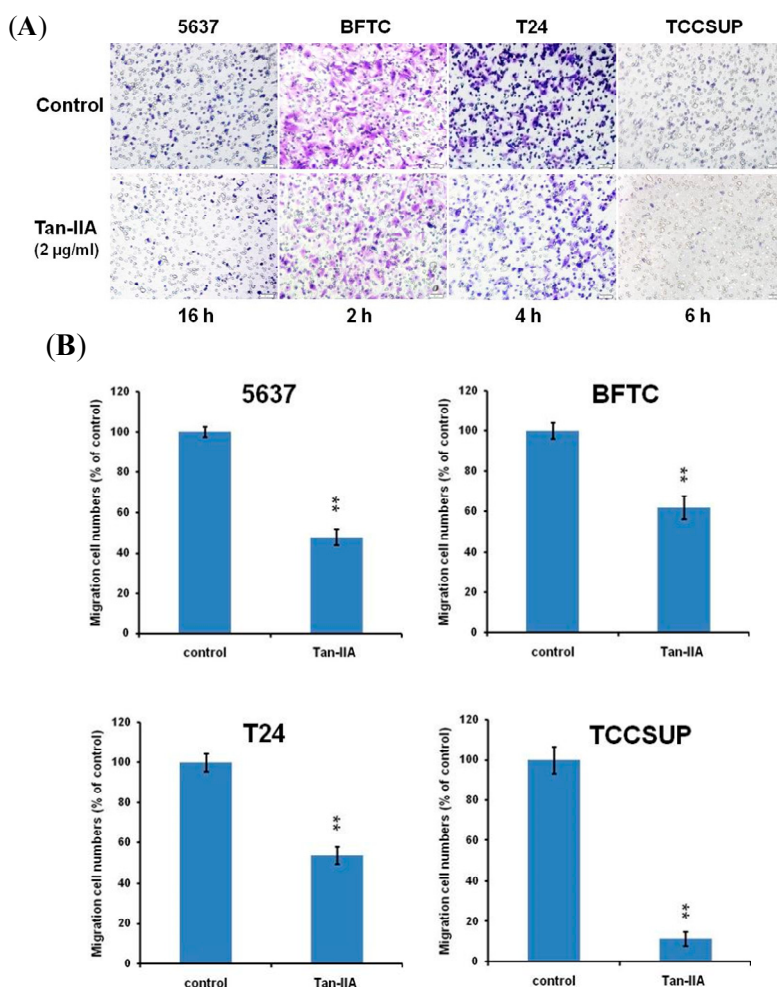 (A)
5637 BFTC T24 TCCSUP
Control
Tan-IIA
(2 µg/ml)
16 h 2 h 4 h 6 h
(B)
5637
Migration cell numbers (% of control)
120
100
80
60
40
20
0
**
control Tan-IIA
BFTC
Migration cell numbers (% of control)
120
100
80
60
40
20
0
**
control Tan-IIA
T24
Migration cell numbers (% of control)
120
100
80
60
40
20
0
**
control Tan-IIA
TCCSUP
Migration cell numbers (% of control)
120
100
80
60
40
20
0
**
control Tan-IIA